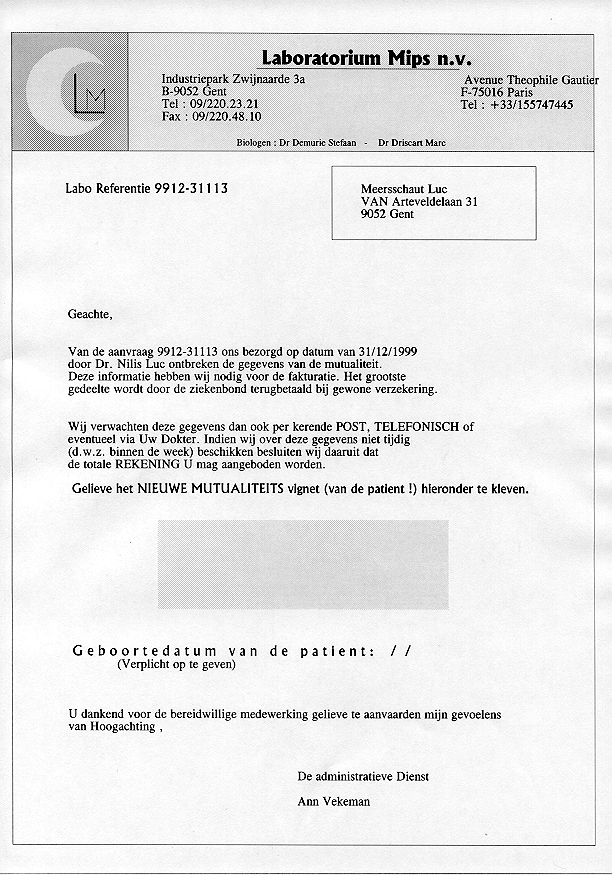 LM
Laboratorium Mips n.v.
Industriepark Zwijnaarde 3a
B-9052 Gent
Tel : 09/220.23.21
Fax : 09/220.48.10
Avenue Theophile Gautier
F-75016 Paris
Tel : +33/155747445
Biologen : Dr Demurie Stefaan - Dr Driscart Marc
Labo Referentie 9912-31113
Meersschaut Luc
VAN Arteveldelaan 31
9052 Gent
Geachte,
Van de aanvraag 9912-31113 ons bezorgd op datum van 31/12/1999
door Dr. Nilis Luc ontbreken de gegevens van de mutualiteit.
Deze informatie hebben wij nodig voor de fakturatie. Het grootste
gedeelte wordt door de ziekenbond terugbetaald bij gewone verzekering.
Wij verwachten deze gegevens dan ook per kerende POST, TELEFONISCH of
eventueel via Uw Dokter. Indien wij over deze gegevens niet tijdig
(d.w.z. binnen de week) beschikken besluiten wij daaruit dat
de totale REKENING U mag aangeboden worden.
Gelieve het NIEUWE MUTUALITEITS vignet (van de patient !) hieronder te kleven.
Geboortedatum van de patient: / /
(Verplicht op te geven)
U dankend voor de bereidwillige medewerking gelieve te aanvaarden mijn gevoelens
van Hoogachting ,
De administratieve Dienst
Ann Vekeman